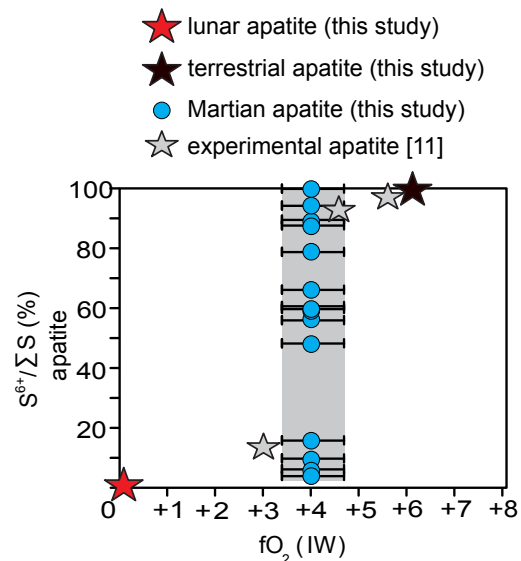 lunar apatite (this study)
terrestrial apatite (this study)
Martian apatite (this study)
experimental apatite [11]
100
80
60
40
20
S⁶⁺/∑S (%)
apatite
0 +1 +2 +3 +4 +5 +6 +7 +8
fO₂ (IW)